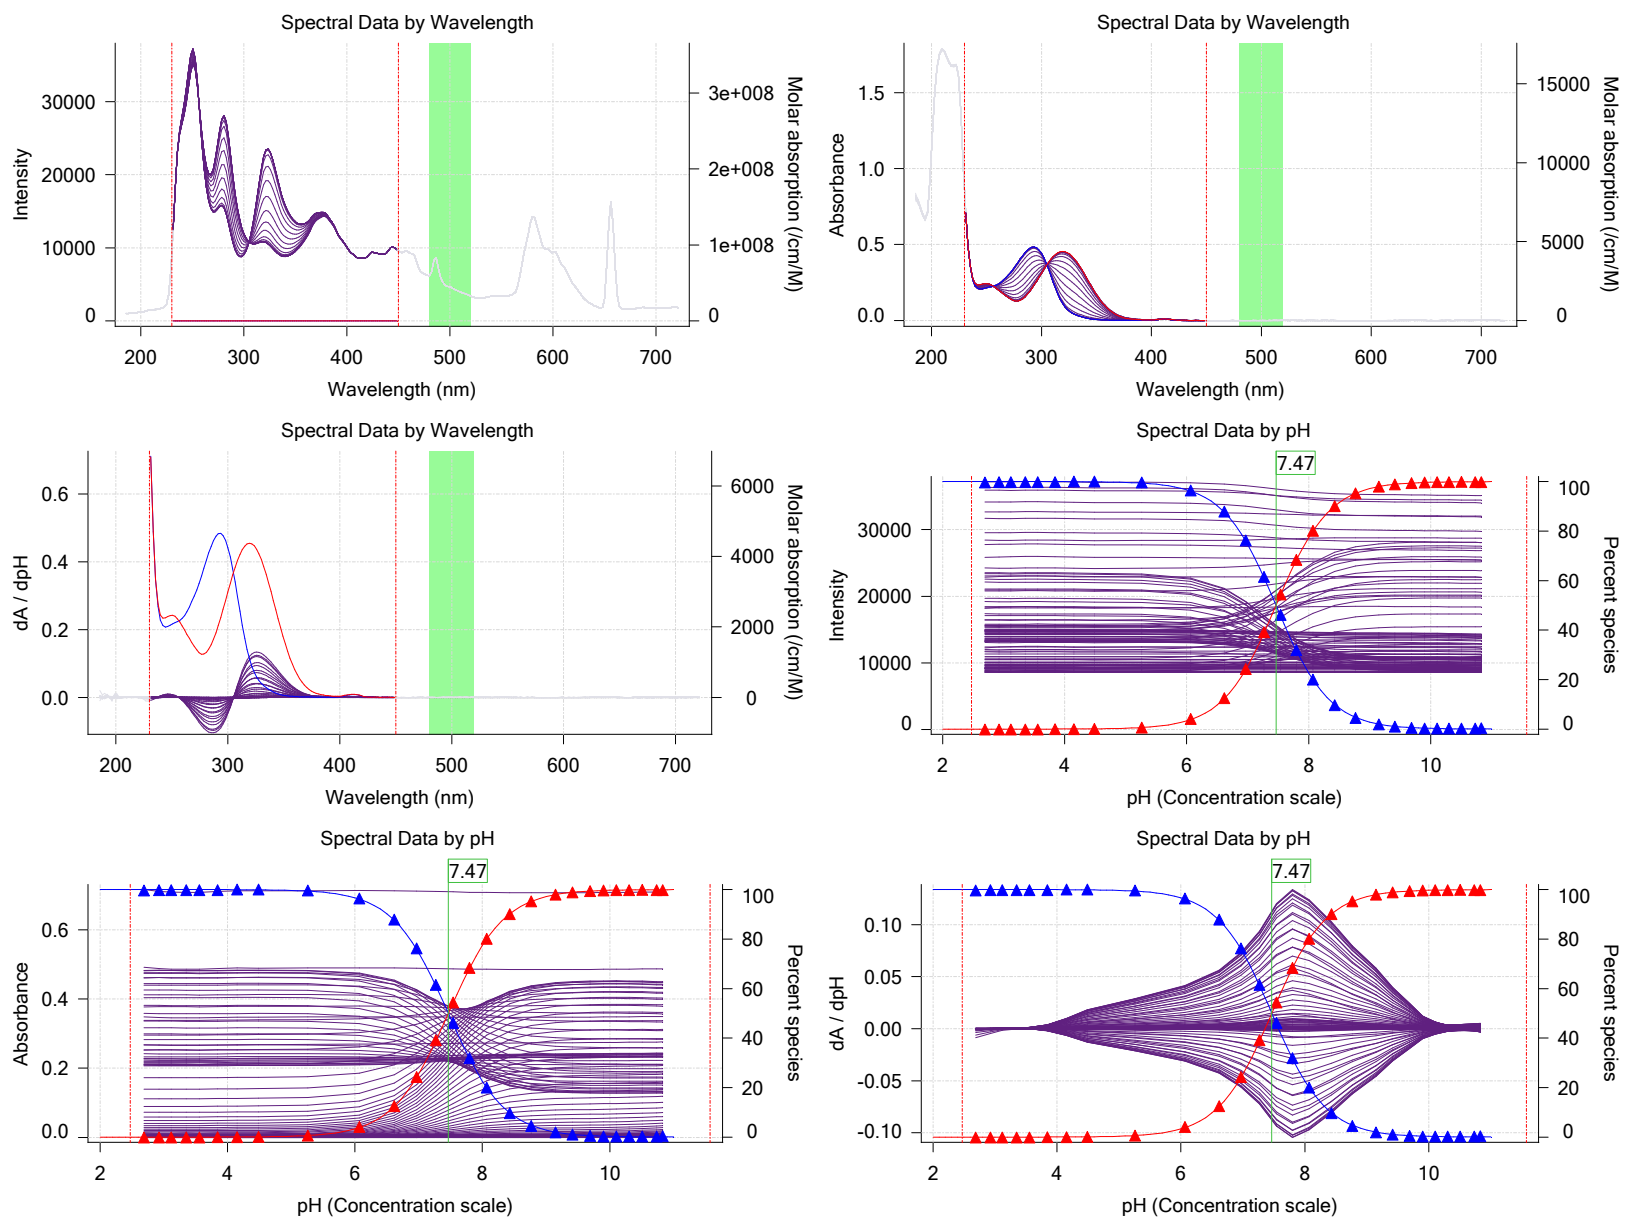 Spectral Data by Wavelength
Intensity
30000
20000
10000
0
3e+008
2e+008
1e+008
0
Molar absorption (/cm/M)
200 300 400 500 600 700
Wavelength (nm)
Spectral Data by Wavelength
Absorbance
1.5
1.0
0.5
0.0
15000
10000
5000
0
Molar absorption (/cm/M)
200 300 400 500 600 700
Wavelength (nm)
Spectral Data by Wavelength
dA / dpH
0.6
0.4
0.2
0.0
6000
4000
2000
0
Molar absorption (/cm/M)
200 300 400 500 600 700
Wavelength (nm)
Spectral Data by pH
7.47
Intensity
30000
20000
10000
0
100
80
60
40
20
0
Percent species
2 4 6 8 10
pH (Concentration scale)
Spectral Data by pH
7.47
Absorbance
0.6
0.4
0.2
0.0
100
80
60
40
20
0
Percent species
2 4 6 8 10
pH (Concentration scale)
Spectral Data by pH
7.47
dA / dpH
0.10
0.05
0.00
-0.05
-0.10
100
80
60
40
20
0
Percent species
2 4 6 8 10
pH (Concentration scale)